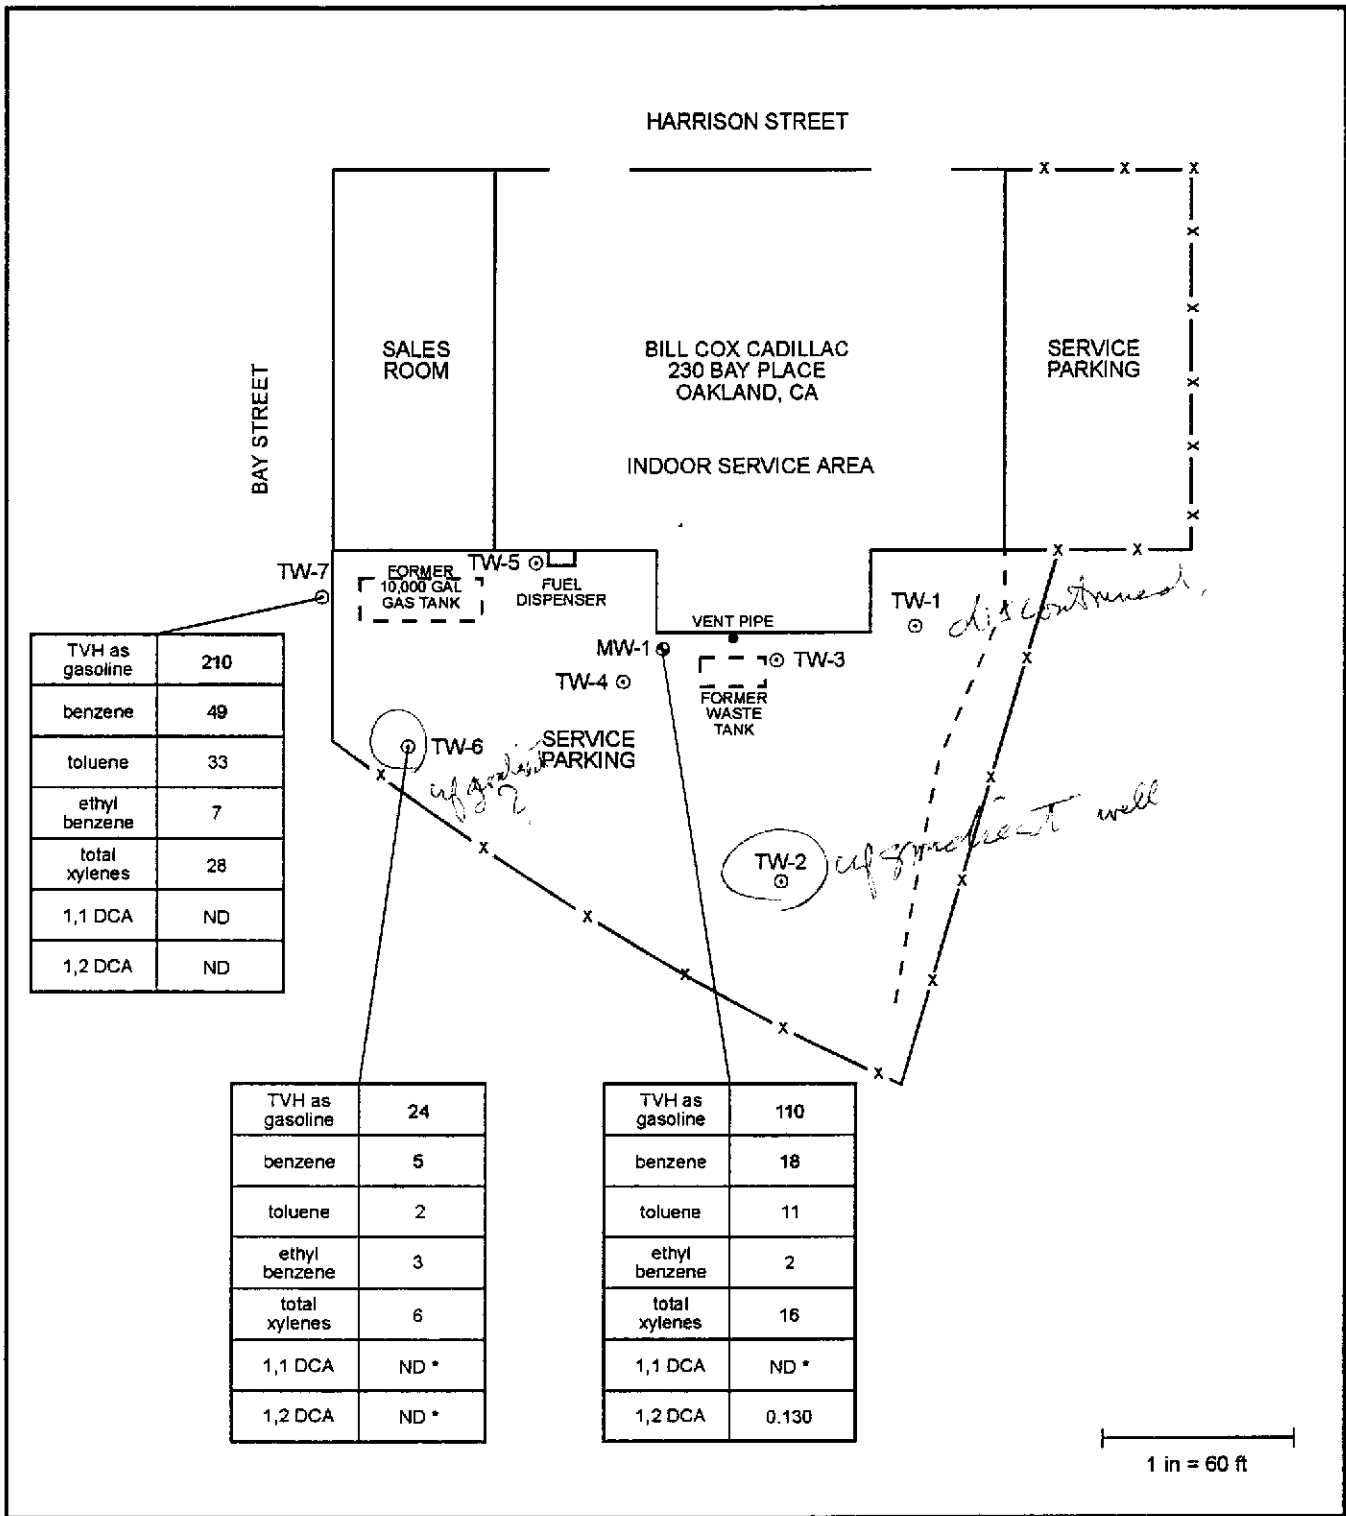 HARRISON STREET
BAY STREET
SALES
ROOM
BILL COX CADILLAC
230 BAY PLACE
OAKLAND, CA
INDOOR SERVICE AREA
SERVICE
PARKING
TW-7
FORMER
10,000 GAL
GAS TANK
TW-5
FUEL
DISPENSER
VENT PIPE
TW-1
discontinued,
MW-1
TW-3
TW-4
FORMER
WASTE
TANK
TW-6
upgradient
?
SERVICE
PARKING
TW-2
upgradient well
TVH as
gasoline 210
benzene 49
toluene 33
ethyl
benzene 7
total
xylenes 28
1,1 DCA ND
1,2 DCA ND
TVH as
gasoline 24
benzene 5
toluene 2
ethyl
benzene 3
total
xylenes 6
1,1 DCA ND *
1,2 DCA ND *
TVH as
gasoline 110
benzene 18
toluene 11
ethyl
benzene 2
total
xylenes 16
1,1 DCA ND *
1,2 DCA 0.130
1 in = 60 ft